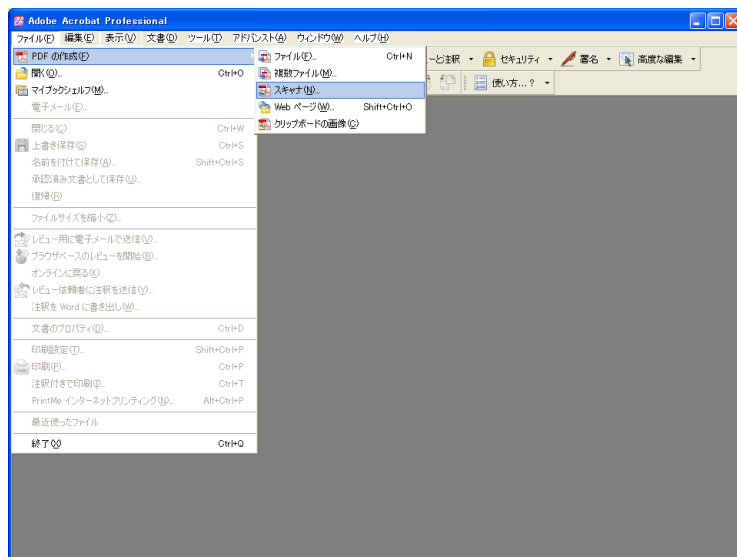 Adobe Acrobat Professional
ファイル(F) 編集(E) 表示(V) 文書(D) ツール(T) アドバンスト(A) ウィンドウ(W) ヘルプ(H)
PDF の作成(F)
開く(O)... Ctrl+O
マイブックシェルフ(M)...
電子メール(E)...
閉じる(C) Ctrl+W
上書き保存(S) Ctrl+S
名前を付けて保存(A)... Shift+Ctrl+S
承認済み文書として保存(U)...
復帰(R)
ファイルサイズを縮小(Z)...
レビュー用に電子メールで送信(V)...
ブラウザベースのレビューを開始(B)...
オンラインに戻る(K)
レビュー依頼者に注釈を送信(Y)...
注釈を Word に書き出し(W)...
文書のプロパティ(D)... Ctrl+D
印刷設定(T)... Shift+Ctrl+P
印刷(P)... Ctrl+P
注釈付きで印刷(I)... Ctrl+T
PrintMe インターネットプリンティング(N)... Alt+Ctrl+P
最近使ったファイル
終了(X) Ctrl+Q
ファイル(F)... Ctrl+N
複数ファイル(M)...
スキャナ(N)...
Web ページ(W)... Shift+Ctrl+O
クリップボードの画像(C)
ーと注釈 セキュリティ 署名 高度な編集
使い方...?